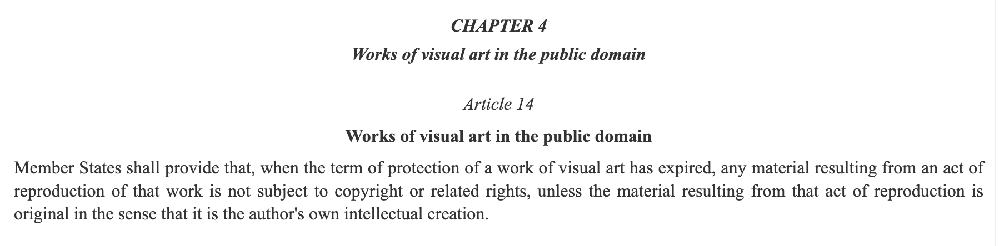 CHAPTER 4
Works of visual art in the public domain
Article 14
Works of visual art in the public domain
Member States shall provide that, when the term of protection of a work of visual art has expired, any material resulting from an act of
reproduction of that work is not subject to copyright or related rights, unless the material resulting from that act of reproduction is
original in the sense that it is the author's own intellectual creation.